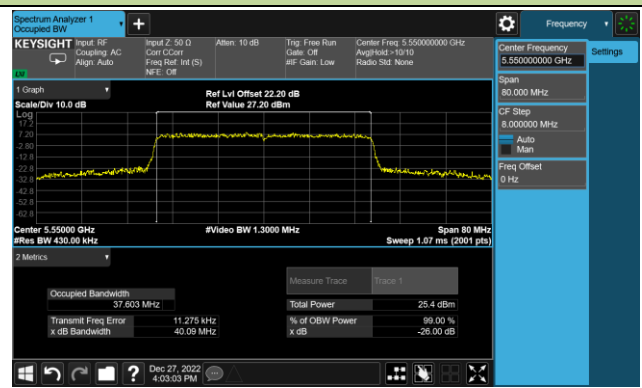 Spectrum Analyzer 1
Occupied BW
Frequency
KEYSIGHT
Input: RF
Coupling: AC
Align: Auto
Input Z: 50 Ω
Corr CCorr
Freq Ref: Int (S)
NFE: Off
Atten: 10 dB
Trig: Free Run
Gate: Off
#IF Gain: Low
Center Freq: 5.550000000 GHz
Avg|Hold:>10/10
Radio Std: None
Center Frequency
5.550000000 GHz
Settings
Span
80.000 MHz
CF Step
8.000000 MHz
Auto
Man
Freq Offset
0 Hz
1 Graph
Scale/Div 10.0 dB
Ref Lvl Offset 22.20 dB
Ref Value 27.20 dBm
Log
17.2
7.20
-2.80
-12.8
-22.8
-32.8
-42.8
-52.8
-62.8
Center 5.55000 GHz
#Video BW 1.3000 MHz
Span 80 MHz
#Res BW 430.00 kHz
Sweep 1.07 ms (2001 pts)
2 Metrics
Measure Trace
Trace 1
Occupied Bandwidth
37.603 MHz
Total Power
25.4 dBm
Transmit Freq Error
11.275 kHz
% of OBW Power
99.00 %
x dB Bandwidth
40.09 MHz
x dB
-26.00 dB
Dec 27, 2022
4:03:03 PM